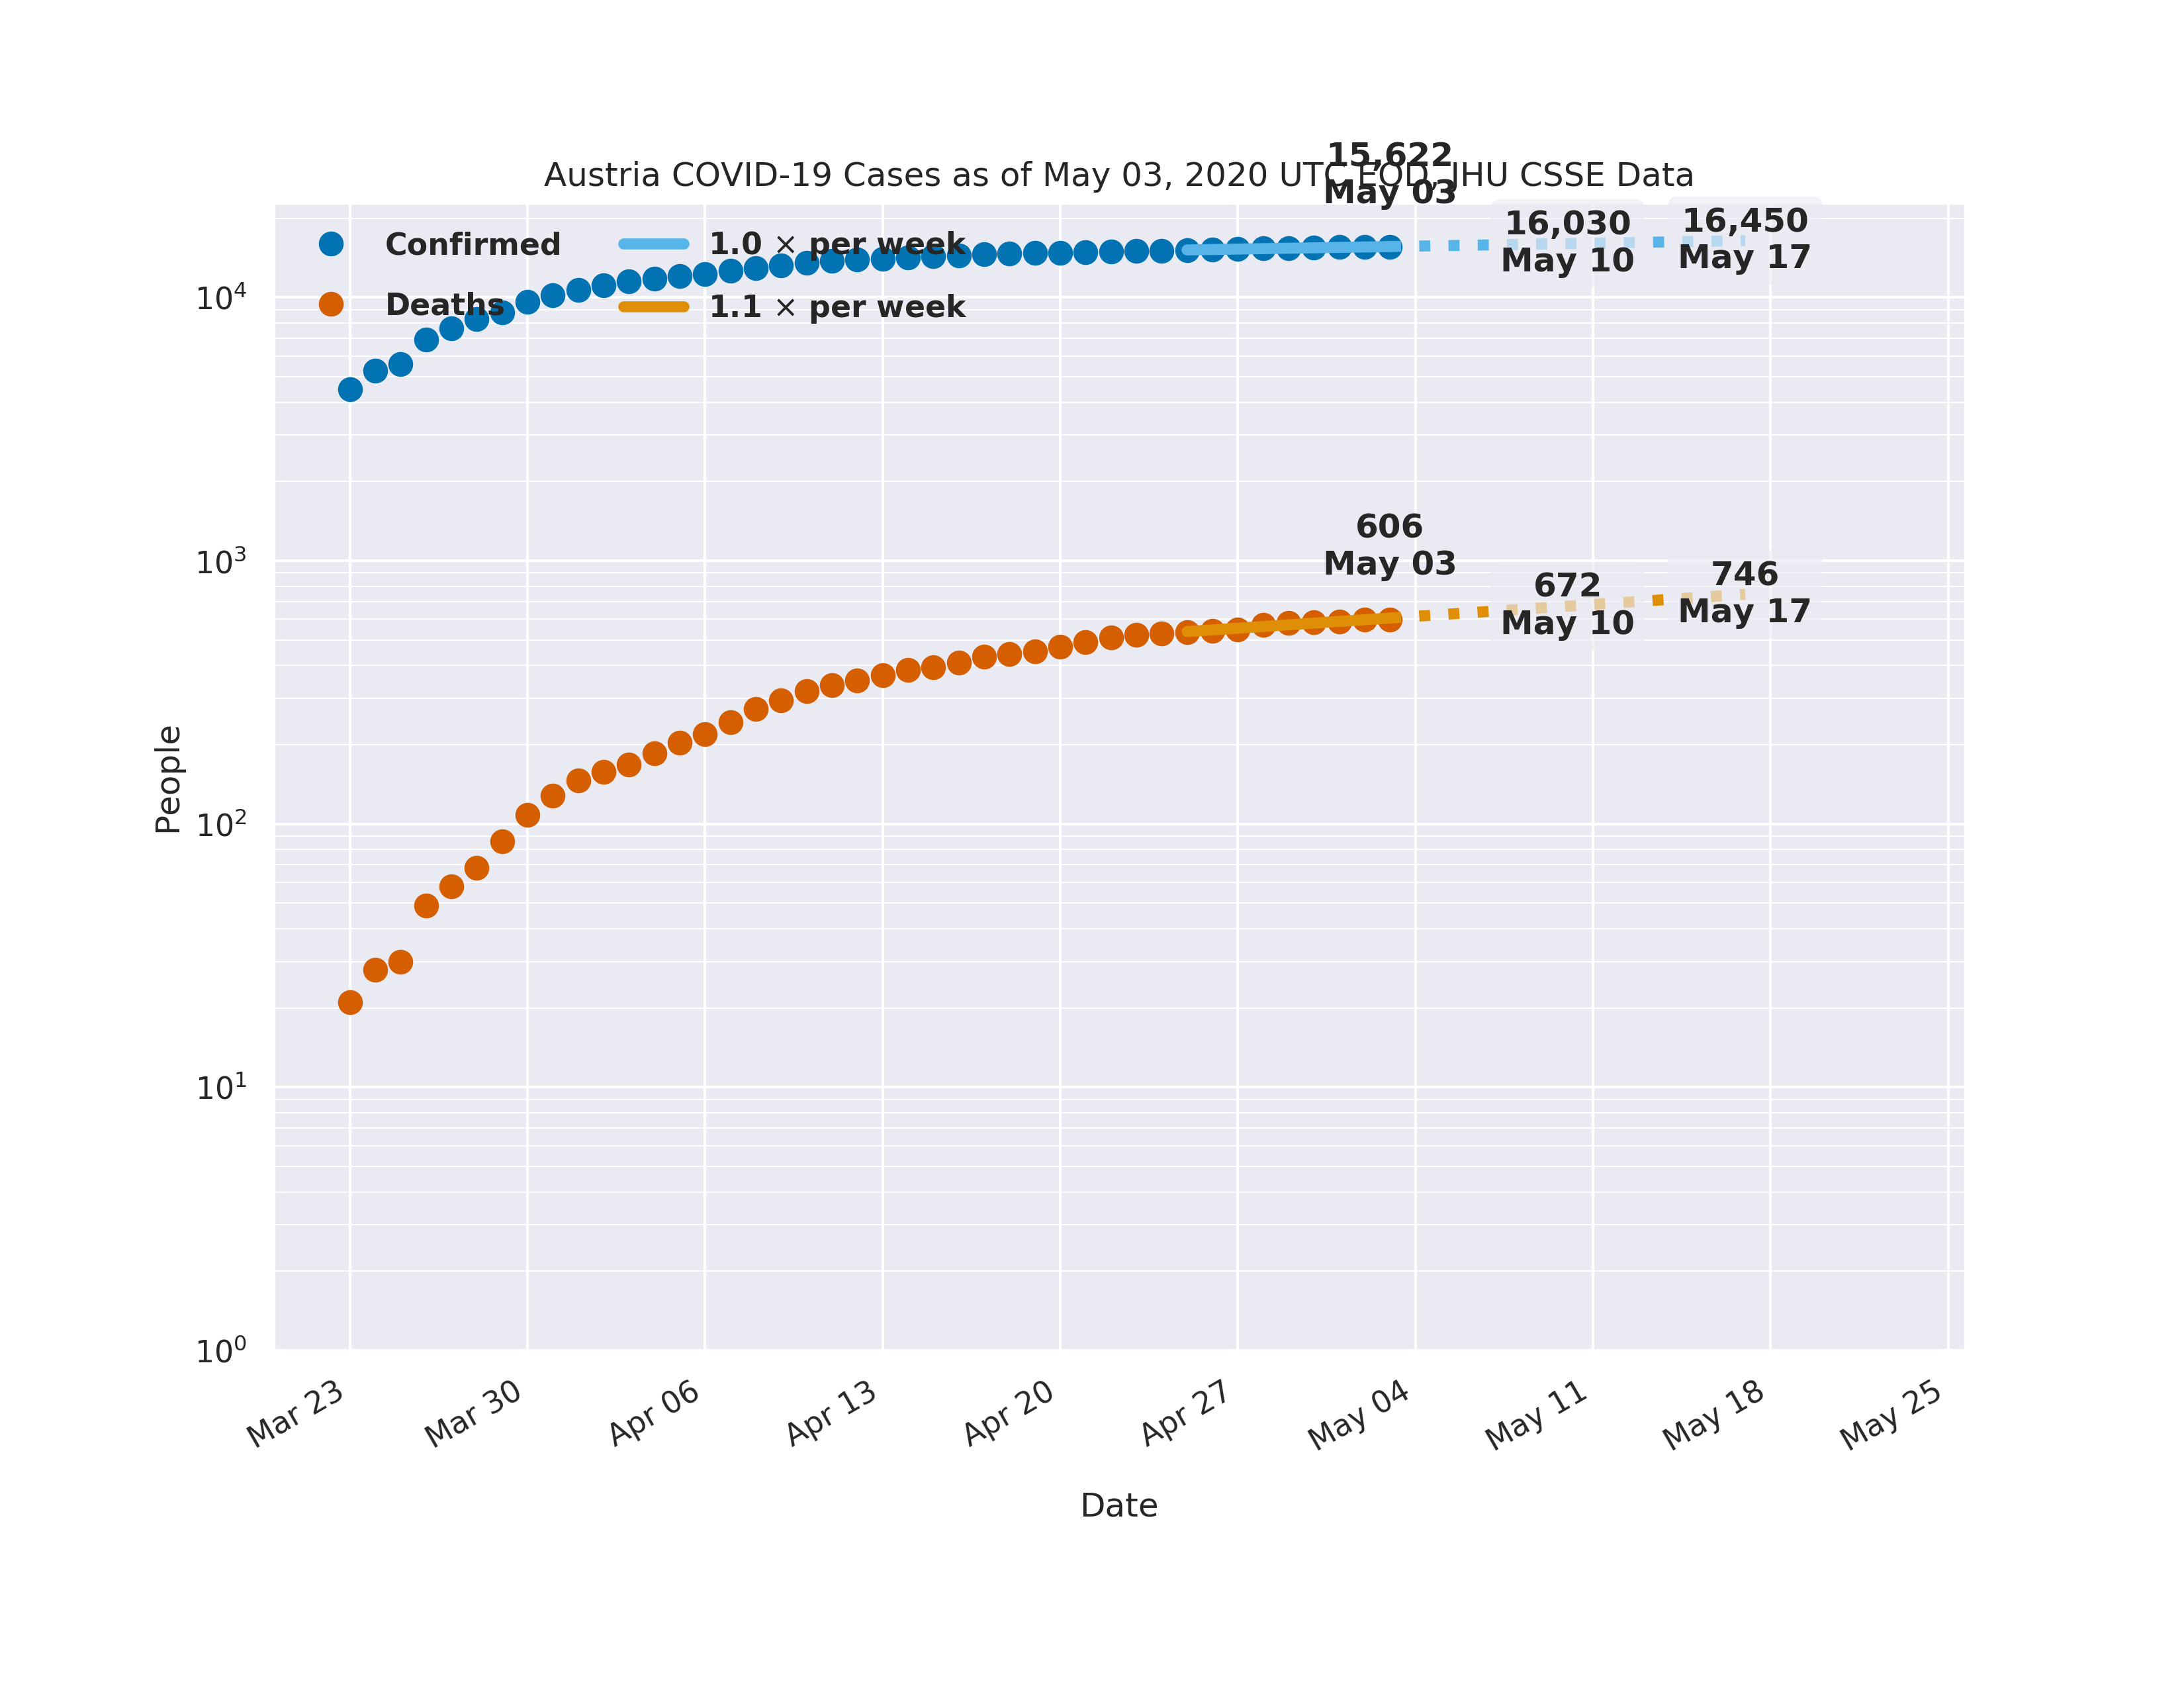 15,622
May 03
Austria COVID-19 Cases as of May 03, 2020 UTC EOD, JHU CSSE Data
Confirmed
Deaths
1.0 × per week
1.1 × per week
16,030
May 10
16,450
May 17
606
May 03
672
May 10
746
May 17
People
10⁴
10³
10²
10¹
10⁰
Mar 23
Mar 30
Apr 06
Apr 13
Apr 20
Apr 27
May 04
May 11
May 18
May 25
Date